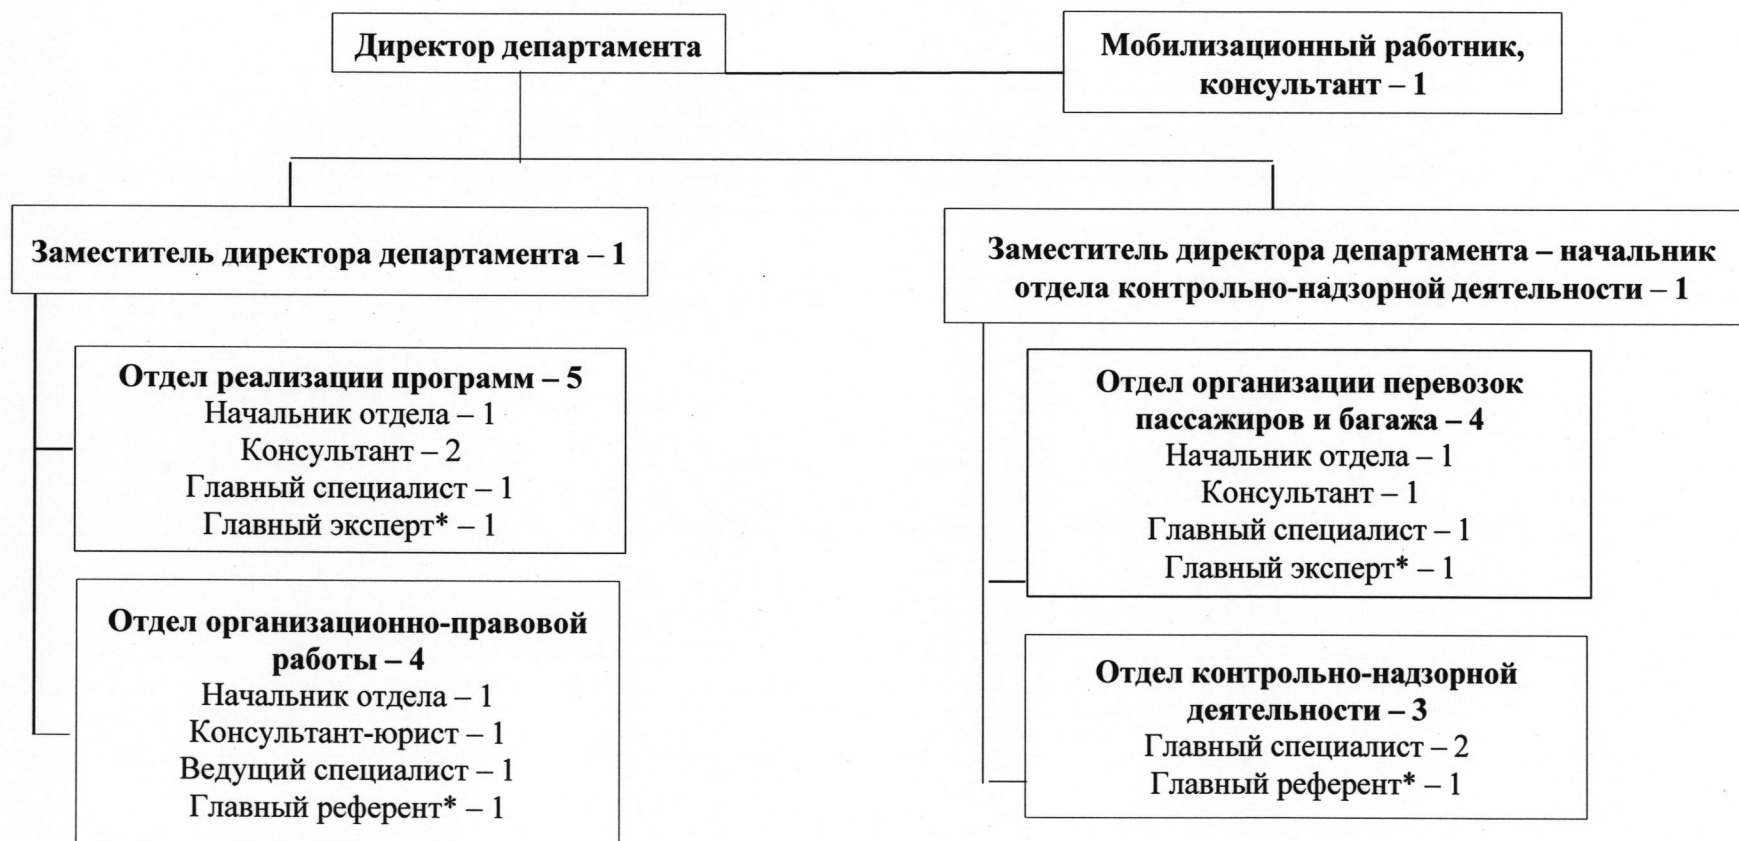 Директор департамента
Мобилизационный работник,
консультант – 1
Заместитель директора департамента – 1
Заместитель директора департамента – начальник
отдела контрольно-надзорной деятельности – 1
Отдел реализации программ – 5
Начальник отдела – 1
Консультант – 2
Главный специалист – 1
Главный эксперт* – 1
Отдел организационно-правовой
работы – 4
Начальник отдела – 1
Консультант-юрист – 1
Ведущий специалист – 1
Главный референт* – 1
Отдел организации перевозок
пассажиров и багажа – 4
Начальник отдела – 1
Консультант – 1
Главный специалист – 1
Главный эксперт* – 1
Отдел контрольно-надзорной
деятельности – 3
Главный специалист – 2
Главный референт* – 1